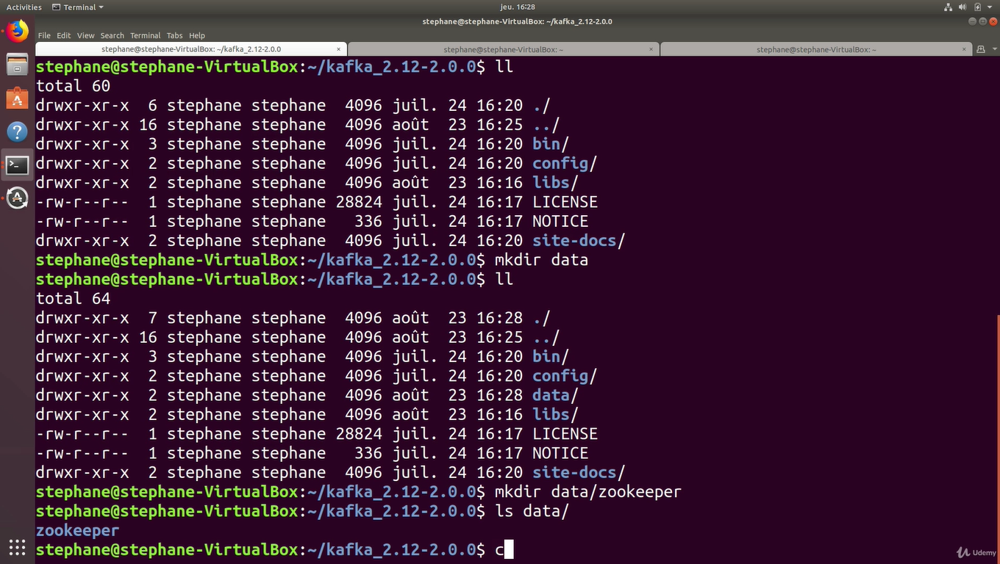 Activities Terminal jeu. 16:28
stephane@stephane-VirtualBox: ~/kafka_2.12-2.0.0
File Edit View Search Terminal Tabs Help
stephane@stephane-VirtualBox: ~/kafka_2.12-2.0.0 × stephane@stephane-VirtualBox: ~ × stephane@stephane-VirtualBox: ~ ×
stephane@stephane-VirtualBox:~/kafka_2.12-2.0.0$ ll
total 60
drwxr-xr-x 6 stephane stephane 4096 juil. 24 16:20 ./
drwxr-xr-x 16 stephane stephane 4096 août 23 16:25 ../
drwxr-xr-x 3 stephane stephane 4096 juil. 24 16:20 bin/
drwxr-xr-x 2 stephane stephane 4096 juil. 24 16:20 config/
drwxr-xr-x 2 stephane stephane 4096 août 23 16:16 libs/
-rw-r--r-- 1 stephane stephane 28824 juil. 24 16:17 LICENSE
-rw-r--r-- 1 stephane stephane 336 juil. 24 16:17 NOTICE
drwxr-xr-x 2 stephane stephane 4096 juil. 24 16:20 site-docs/
stephane@stephane-VirtualBox:~/kafka_2.12-2.0.0$ mkdir data
stephane@stephane-VirtualBox:~/kafka_2.12-2.0.0$ ll
total 64
drwxr-xr-x 7 stephane stephane 4096 août 23 16:28 ./
drwxr-xr-x 16 stephane stephane 4096 août 23 16:25 ../
drwxr-xr-x 3 stephane stephane 4096 juil. 24 16:20 bin/
drwxr-xr-x 2 stephane stephane 4096 juil. 24 16:20 config/
drwxr-xr-x 2 stephane stephane 4096 août 23 16:28 data/
drwxr-xr-x 2 stephane stephane 4096 août 23 16:16 libs/
-rw-r--r-- 1 stephane stephane 28824 juil. 24 16:17 LICENSE
-rw-r--r-- 1 stephane stephane 336 juil. 24 16:17 NOTICE
drwxr-xr-x 2 stephane stephane 4096 juil. 24 16:20 site-docs/
stephane@stephane-VirtualBox:~/kafka_2.12-2.0.0$ mkdir data/zookeeper
stephane@stephane-VirtualBox:~/kafka_2.12-2.0.0$ ls data/
zookeeper
stephane@stephane-VirtualBox:~/kafka_2.12-2.0.0$ c
Udemy